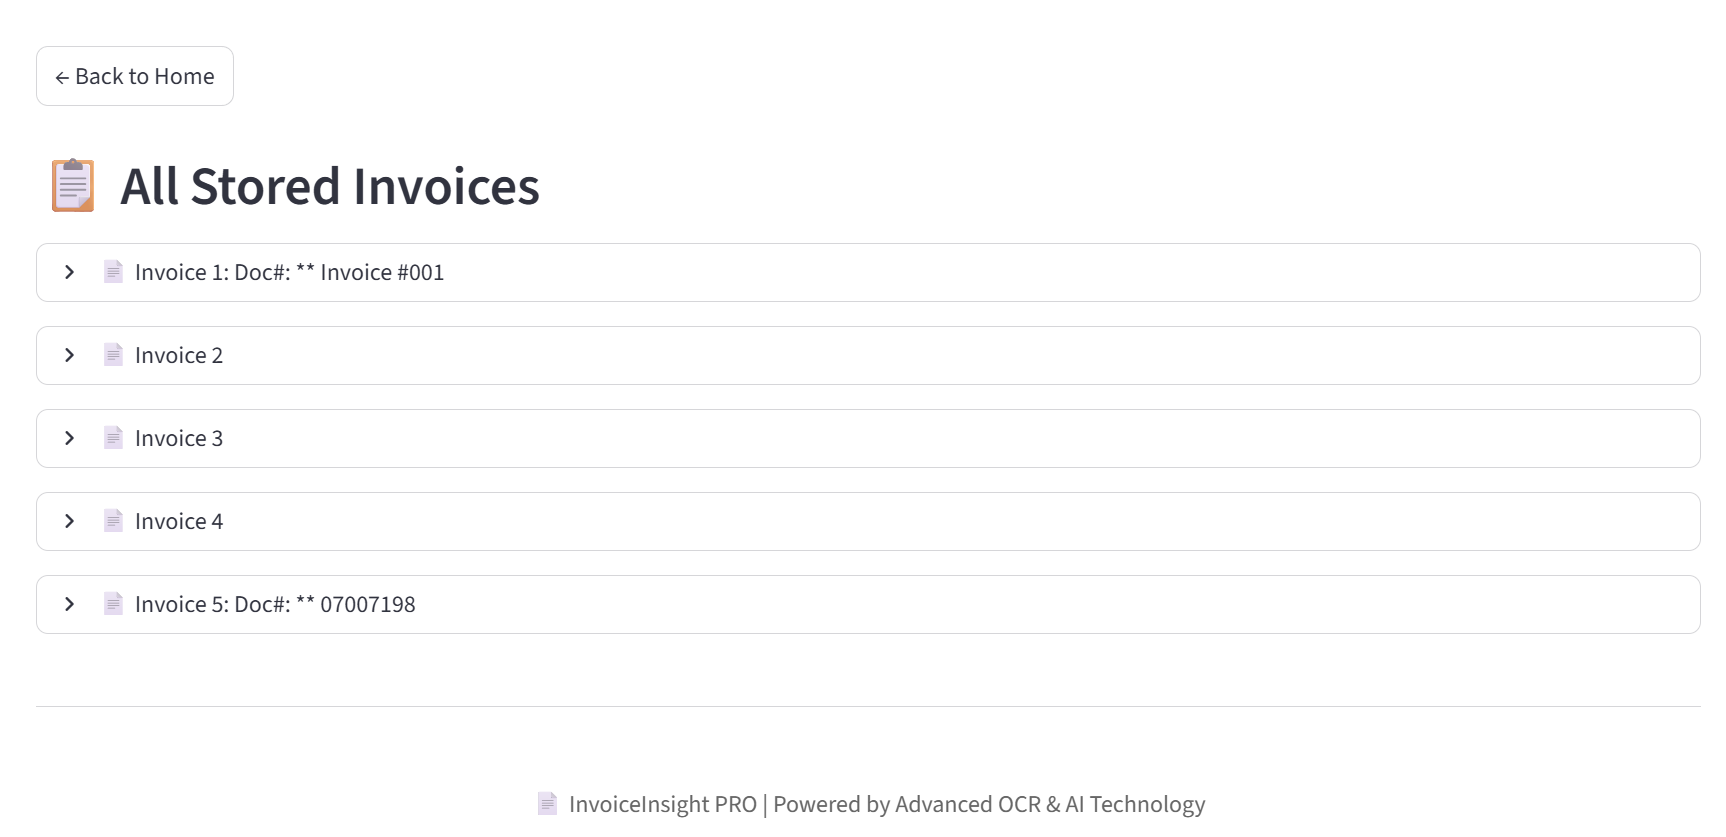 ← Back to Home
All Stored Invoices
Invoice 1: Doc#: ** Invoice #001
Invoice 2
Invoice 3
Invoice 4
Invoice 5: Doc#: ** 07007198
InvoiceInsight PRO | Powered by Advanced OCR & AI Technology